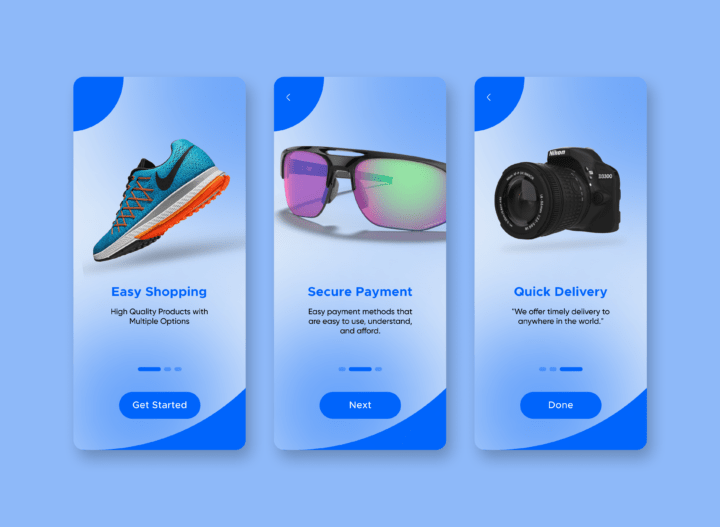 Easy Shopping
High Quality Products with
Multiple Options
Get Started
Secure Payment
Easy payment methods that
are easy to use, understand,
and afford.
Next
Nikon
D3300
Quick Delivery
"We offer timely delivery to
anywhere in the world."
Done